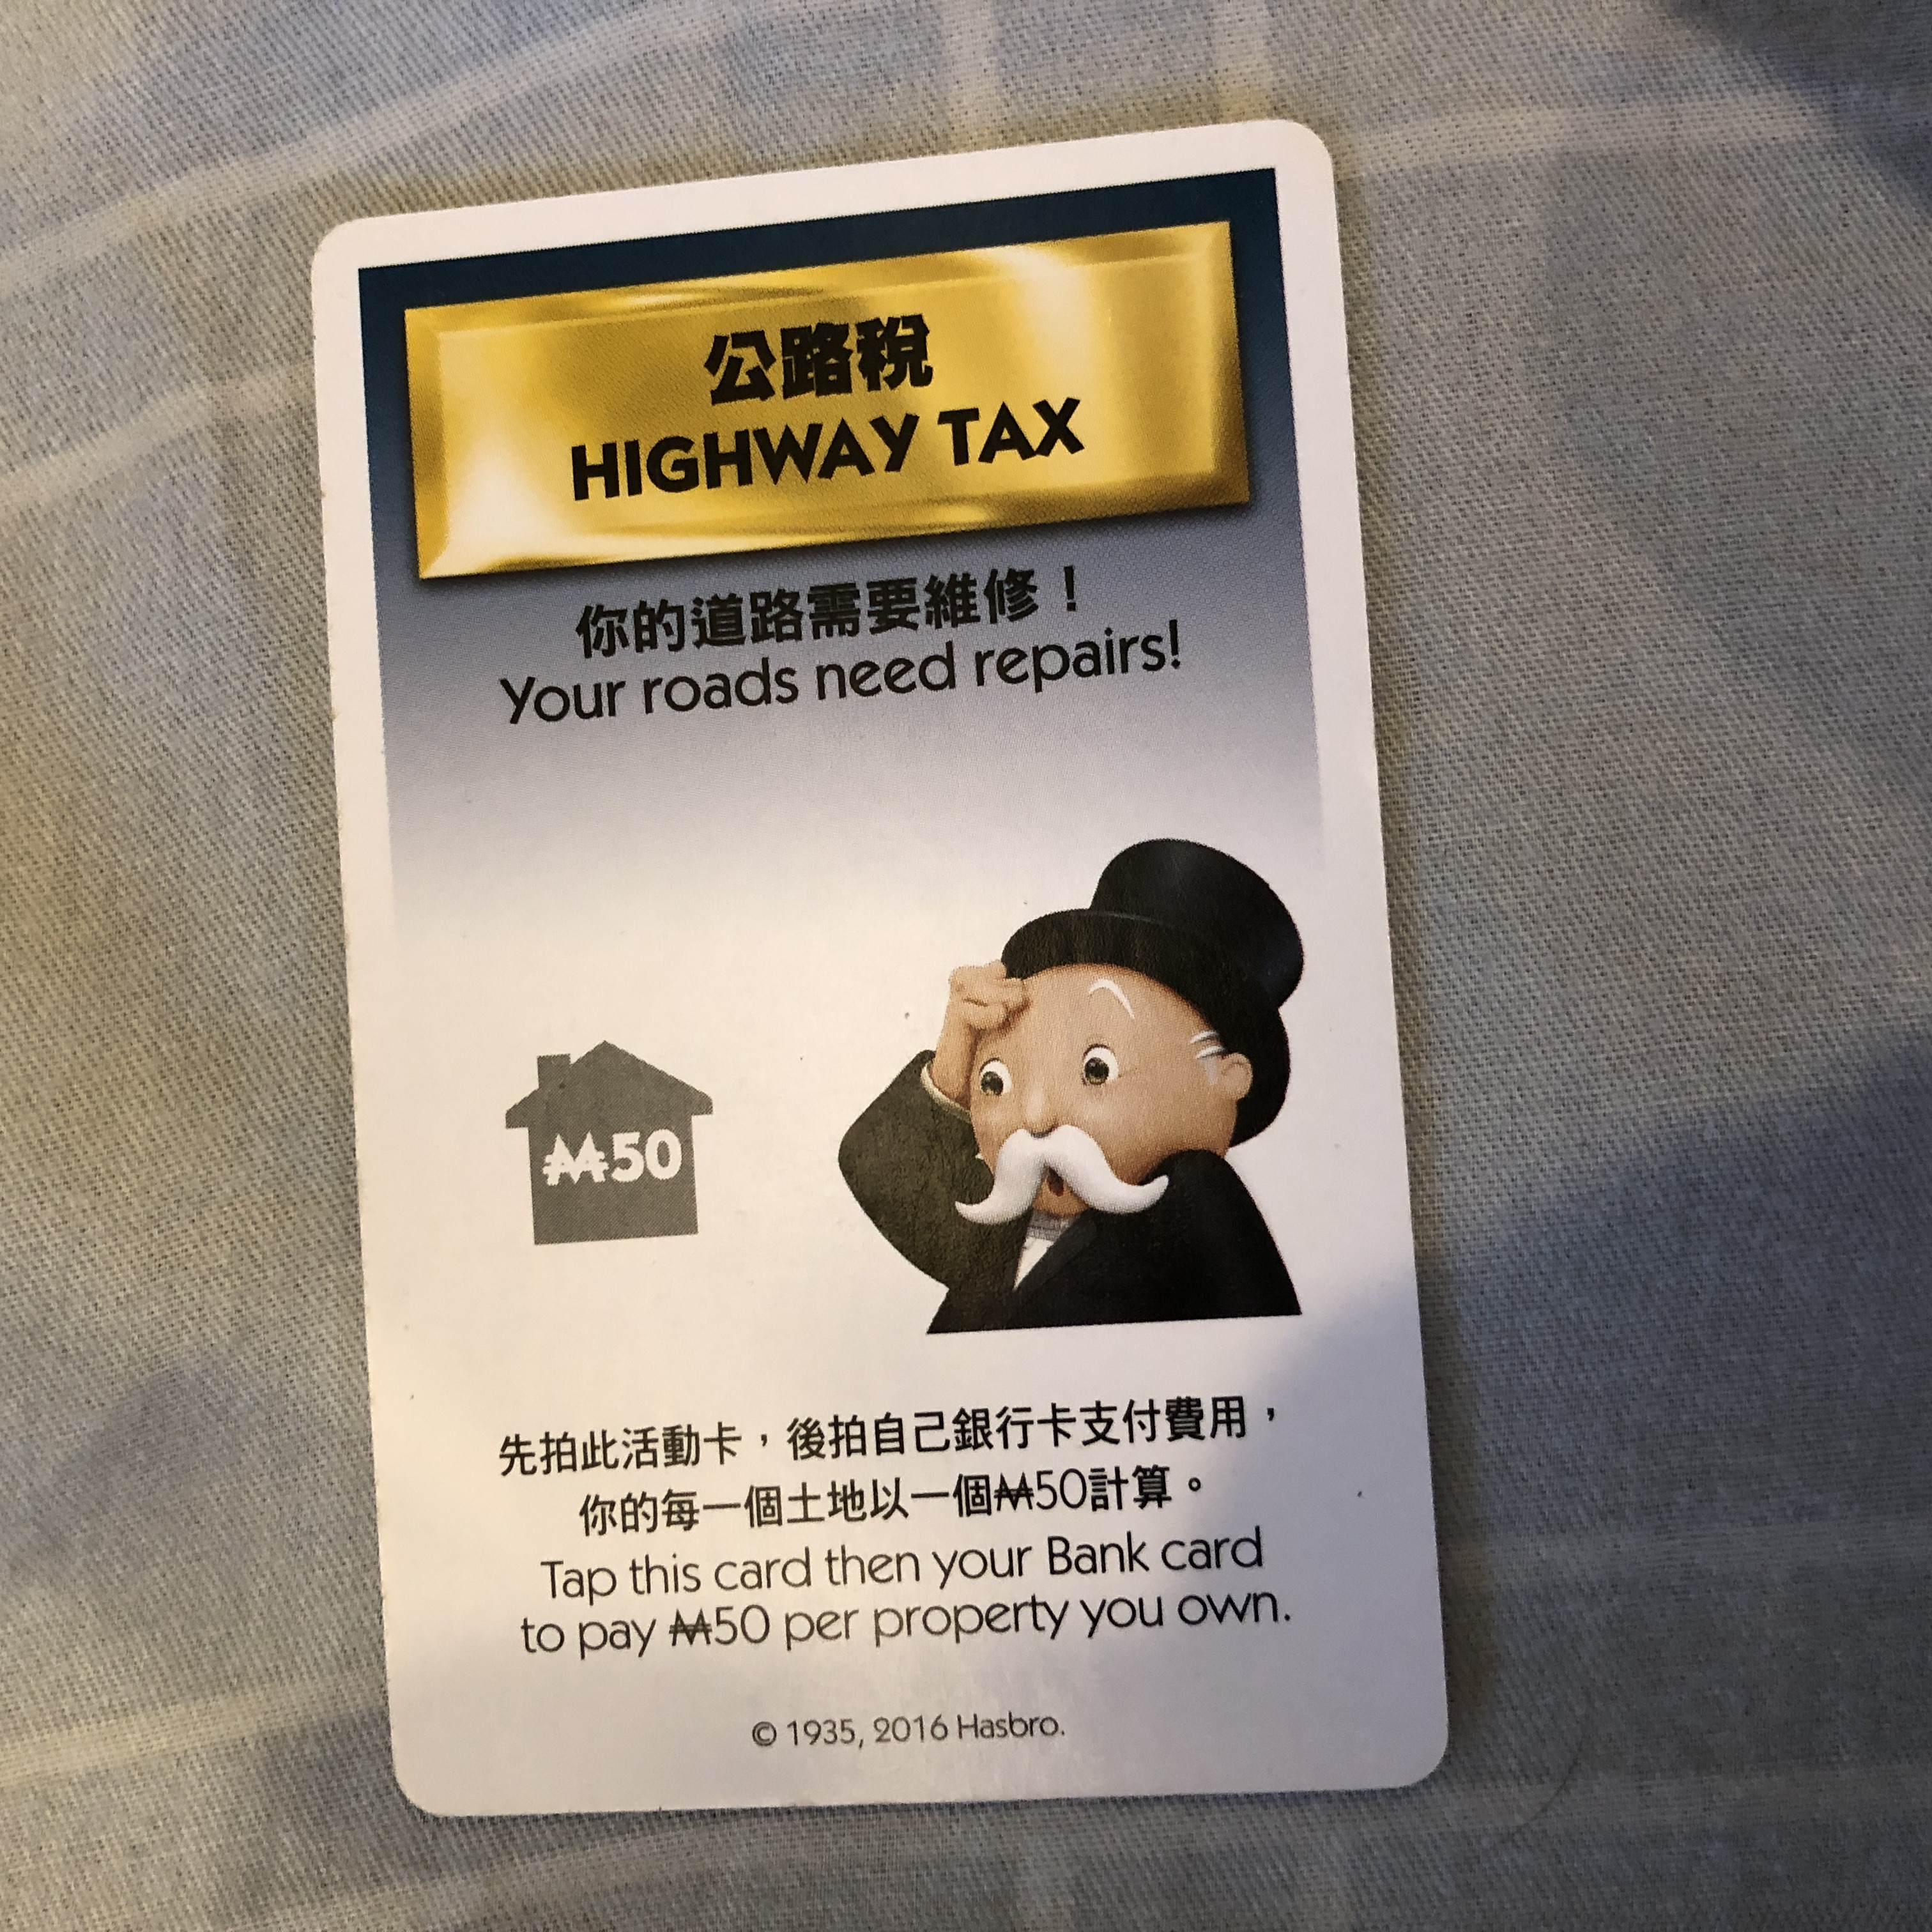 公路稅
HIGHWAY TAX
你的道路需要維修！
Your roads need repairs!
₩50
先拍此活動卡，後拍自己銀行卡支付費用，
你的每一個土地以一個₩50計算。
Tap this card then your Bank card
to pay ₩50 per property you own.
© 1935, 2016 Hasbro.